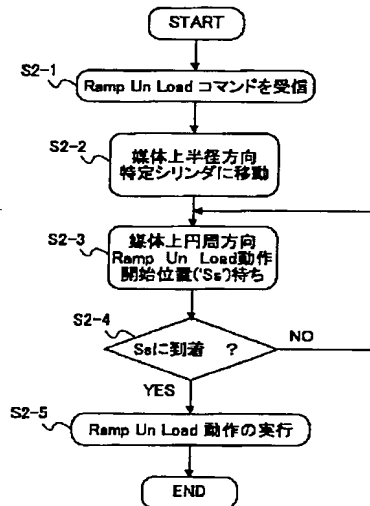 START
S2-1
Ramp Un Load コマンドを受信
S2-2
媒体上半径方向
特定シリンダに移動
S2-3
媒体上円周方向
Ramp Un Load動作
開始位置('Ss')待ち
S2-4
Ssに到着 ?
NO
YES
S2-5
Ramp Un Load 動作の実行
END